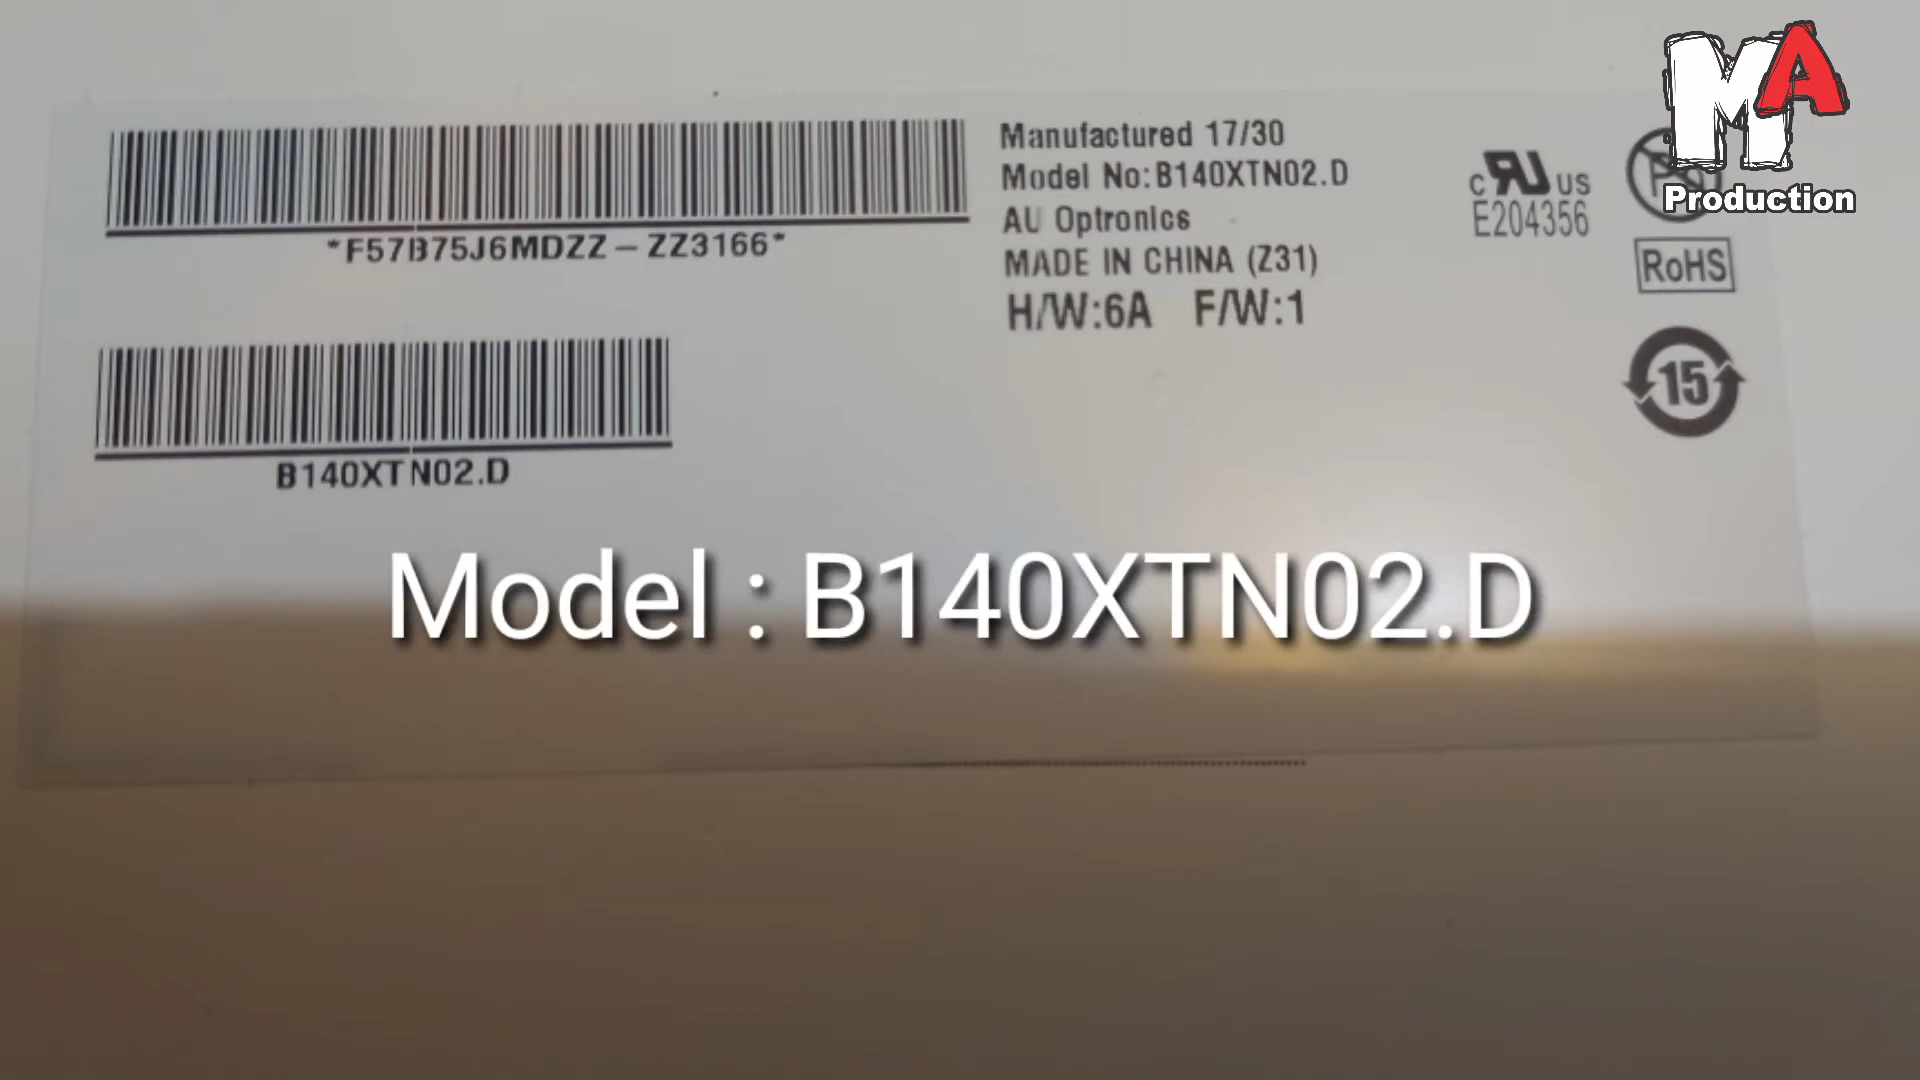 *F57B75J6MDZZ-ZZ3166*
B140XTN02.D
Manufactured 17/30
Model No:B140XTN02.D
AU Optronics
MADE IN CHINA (Z31)
H/W:6A F/W:1
c US
E204356
RoHS
15
MA
Production
Model : B140XTN02.D